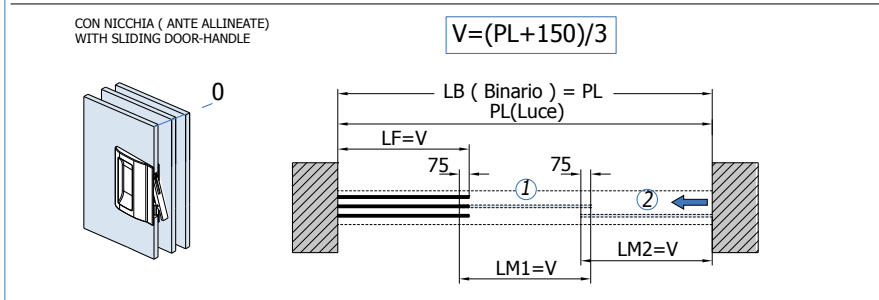 CON NICCHIA ( ANTE ALLINEATE)
WITH SLIDING DOOR-HANDLE
V=(PL+150)/3
0
LB ( Binario ) = PL
PL(Luce)
LF=V
75
75
1
2
LM1=V
LM2=V